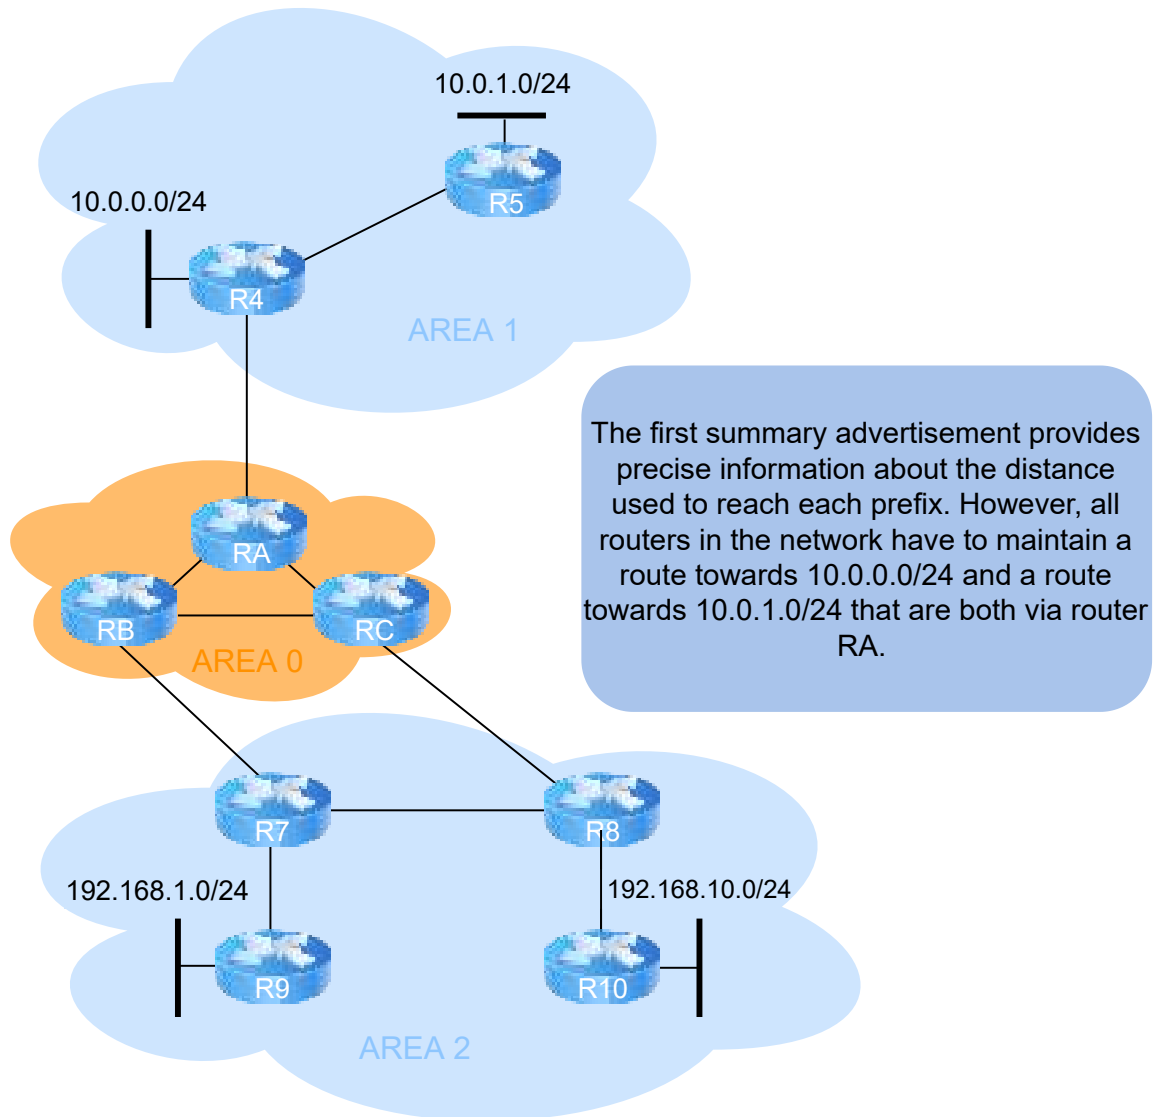 10.0.1.0/24
R5
10.0.0.0/24
R4
AREA 1
The first summary advertisement provides
precise information about the distance
used to reach each prefix. However, all
routers in the network have to maintain a
route towards 10.0.0.0/24 and a route
towards 10.0.1.0/24 that are both via router
RA.
RA
RB
RC
AREA 0
R7
R8
192.168.1.0/24
192.168.10.0/24
R9
R10
AREA 2